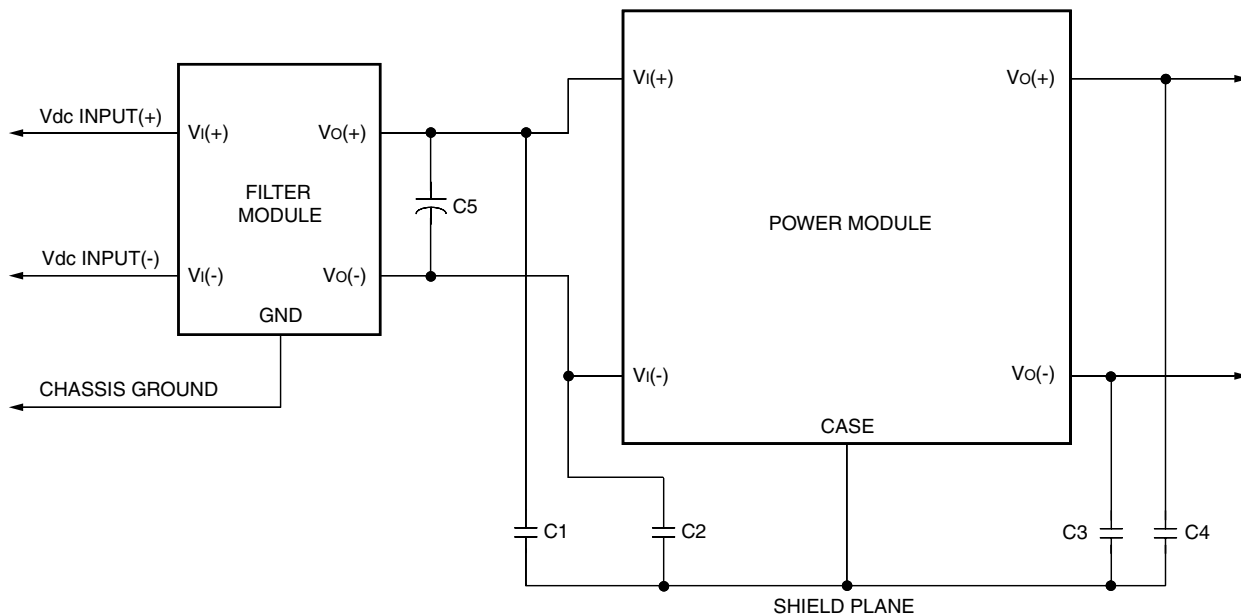 Vdc INPUT(+)
VI(+)
VO(+)
FILTER
MODULE
Vdc INPUT(-)
VI(-)
VO(-)
GND
CHASSIS GROUND
C5
VI(+)
VO(+)
POWER MODULE
VI(-)
VO(-)
CASE
C1
C2
C3
C4
SHIELD PLANE